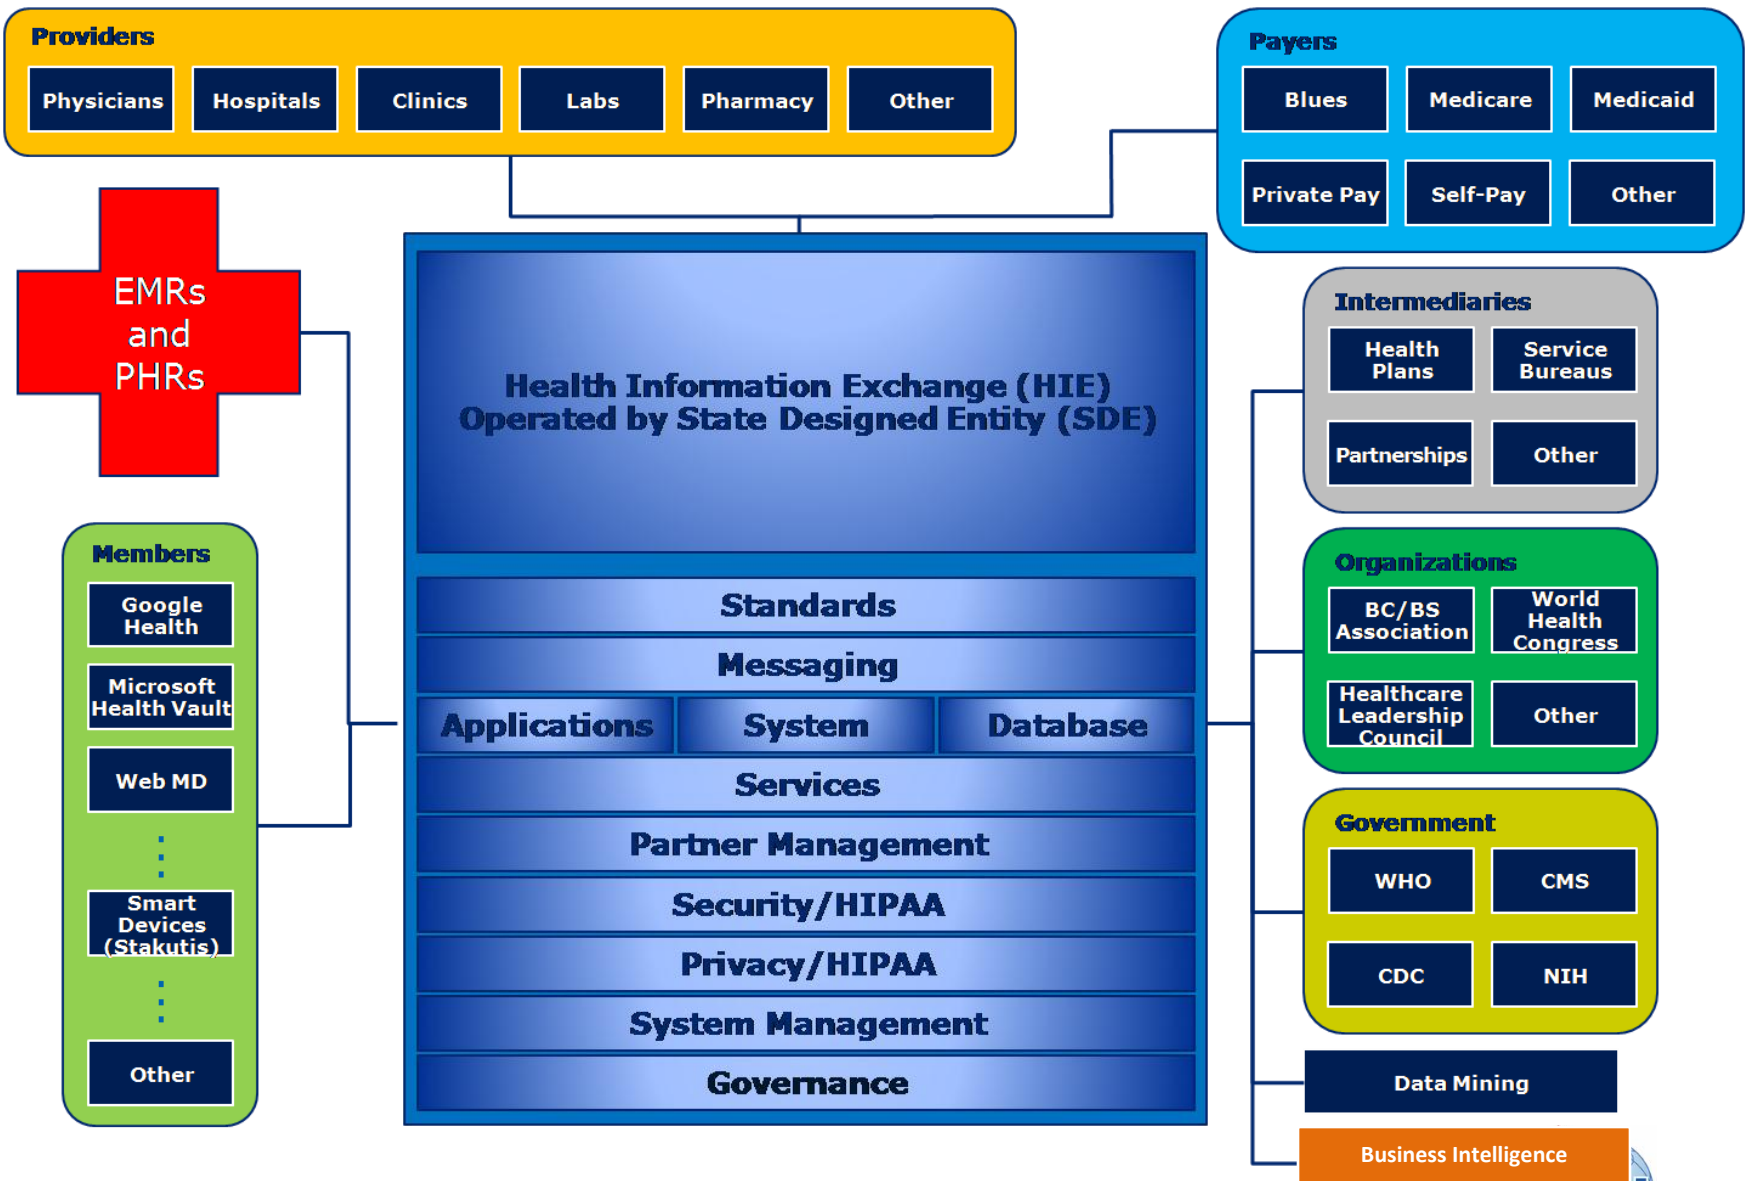 Providers
Physicians
Hospitals
Clinics
Labs
Pharmacy
Other
Payers
Blues
Medicare
Medicaid
Private Pay
Self-Pay
Other
EMRs
and
PHRs
Health Information Exchange (HIE)
Operated by State Designed Entity (SDE)
Standards
Messaging
Applications
System
Database
Services
Partner Management
Security/HIPAA
Privacy/HIPAA
System Management
Governance
Members
Google
Health
Microsoft
Health Vault
Web MD
Smart
Devices
(Stakutis)
Other
Intermediaries
Health
Plans
Service
Bureaus
Partnerships
Other
Organizations
BC/BS
Association
World
Health
Congress
Healthcare
Leadership
Council
Other
Government
WHO
CMS
CDC
NIH
Data Mining
Business Intelligence